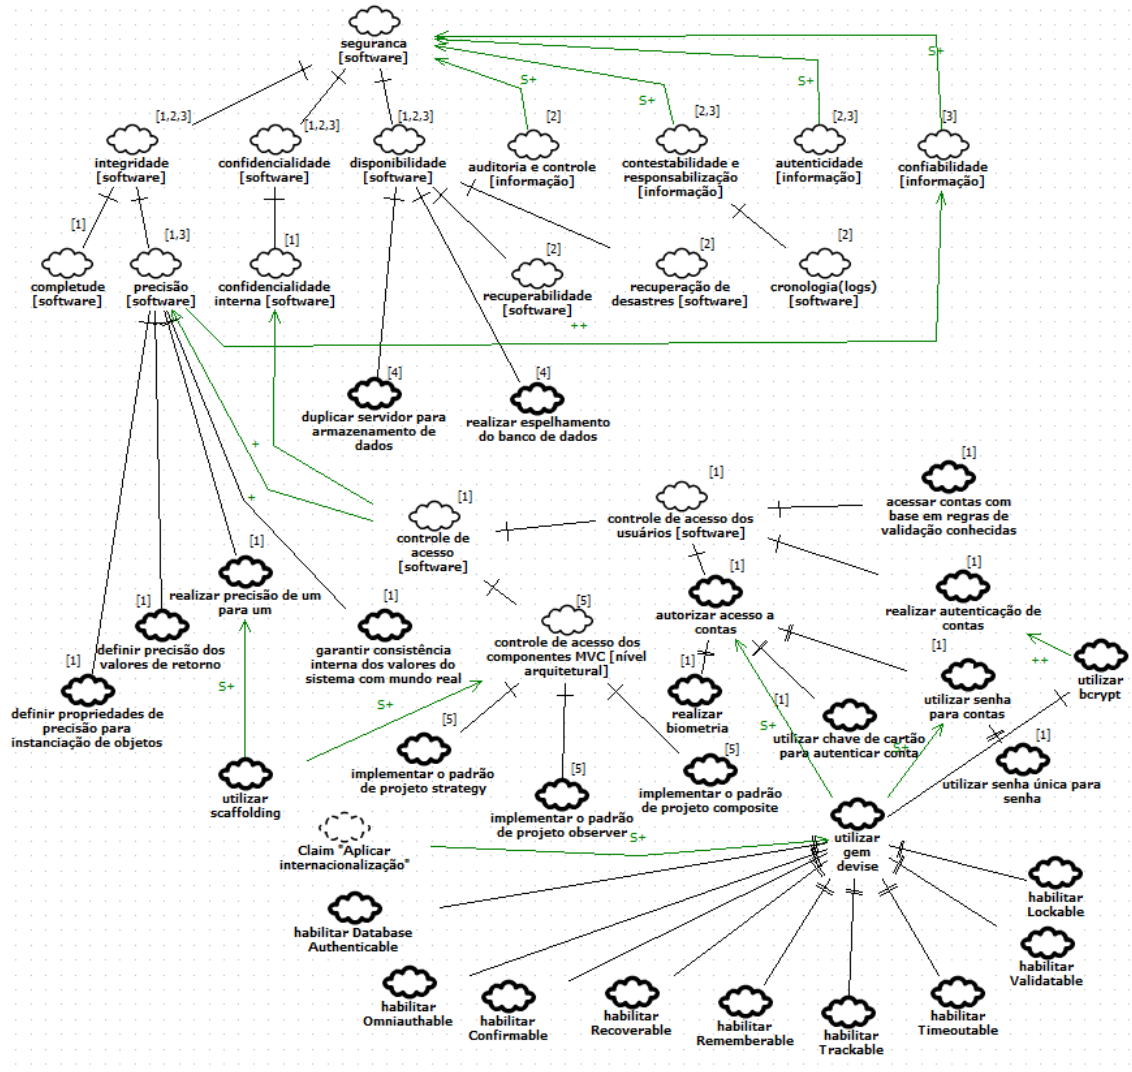 seguranca
[software]
S+
S+
S+
S+
[1,2,3]
integridade
[software]
[1,2,3]
confidencialidade
[software]
[1,2,3]
disponibilidade
[software]
[2]
auditoria e controle
[informação]
[2,3]
contestabilidade e
responsabilização
[informação]
[2,3]
autenticidade
[informação]
[3]
confiabilidade
[informação]
[1]
completude
[software]
[1,3]
precisão
[software]
[1]
confidencialidade
interna [software]
[2]
recuperabilidade
[software]
[2]
recuperação de
desastres [software]
[2]
cronologia(logs)
[software]
++
[4]
duplicar servidor para
armazenamento de
dados
[4]
realizar espelhamento
do banco de dados
+
+
[1]
controle de
acesso
[software]
[1]
controle de acesso dos
usuários [software]
[1]
acessar contas com
base em regras de
validação conhecidas
[1]
realizar precisão de um
para um
[1]
definir precisão dos
valores de retorno
[1]
garantir consistência
interna dos valores do
sistema com mundo real
[5]
controle de acesso dos
componentes MVC [nível
arquitetural]
[1]
autorizar acesso a
contas
[1]
realizar autenticação de
contas
++
utilizar
bcrypt
[1]
definir propriedades de
precisão para
instanciação de objetos
S+
S+
[1]
realizar
biometria
[1]
S+
utilizar chave de cartão
para autenticar conta
[1]
utilizar senha
para contas
S+
[1]
utilizar senha única para
senha
utilizar
scaffolding
[5]
implementar o padrão
de projeto strategy
[5]
implementar o padrão
de projeto observer
[5]
implementar o padrão
de projeto composite
Claim "Aplicar
internacionalização"
S+
utilizar
gem
devise
habilitar Database
Authenticable
habilitar
Omniauthable
habilitar
Confirmable
habilitar
Recoverable
habilitar
Rememberable
habilitar
Trackable
habilitar
Timeoutable
habilitar
Validatable
habilitar
Lockable